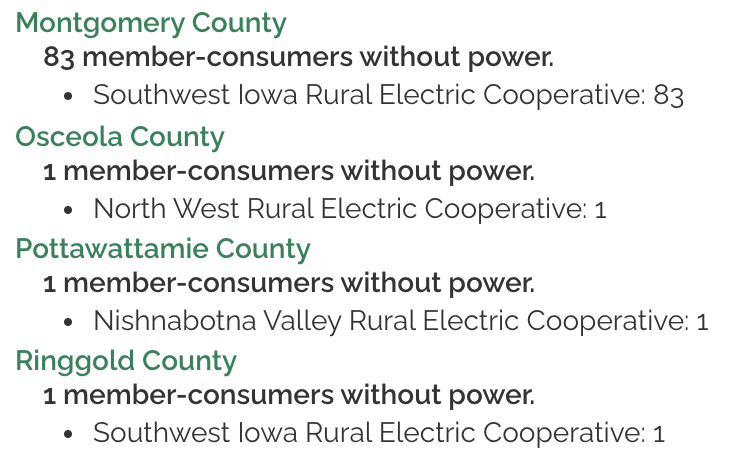 Montgomery County
83 member-consumers without power.
• Southwest Iowa Rural Electric Cooperative: 83
Osceola County
1 member-consumers without power.
• North West Rural Electric Cooperative: 1
Pottawattamie County
1 member-consumers without power.
• Nishnabotna Valley Rural Electric Cooperative: 1
Ringgold County
1 member-consumers without power.
• Southwest Iowa Rural Electric Cooperative: 1